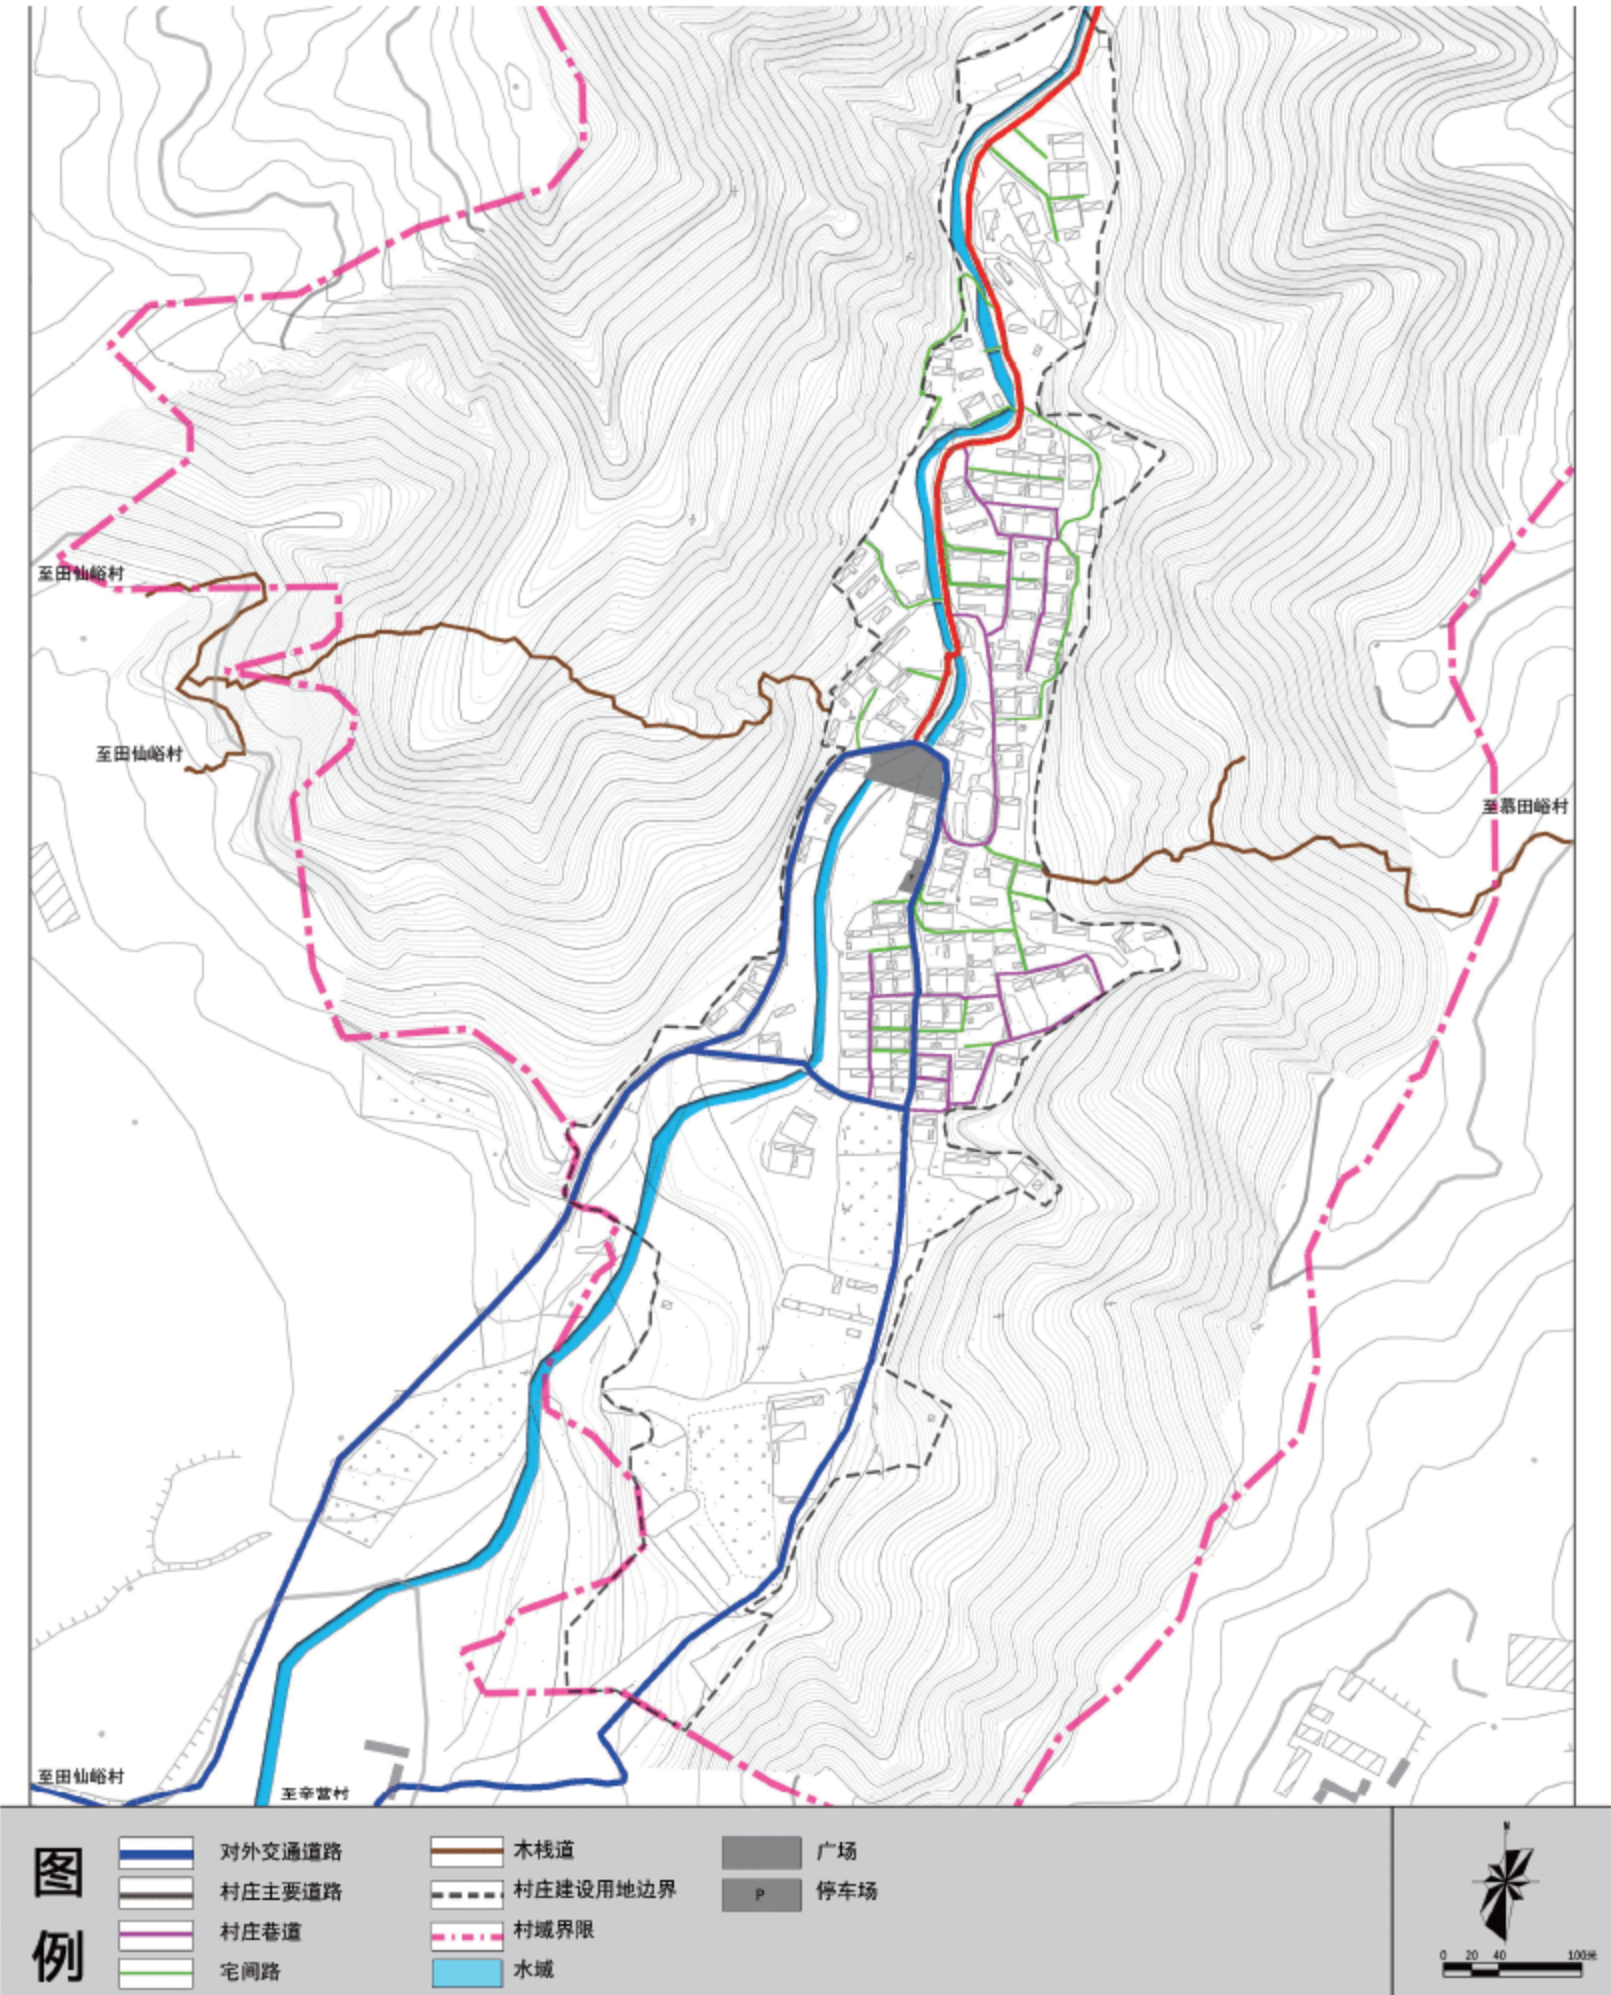 至田仙峪村
至田仙峪村
至慕田峪村
P
至田仙峪村
至辛营村
图例
对外交通道路
村庄主要道路
村庄巷道
宅间路
木栈道
村庄建设用地边界
村域界限
水域
广场
P
停车场
N
0 20 40 100米